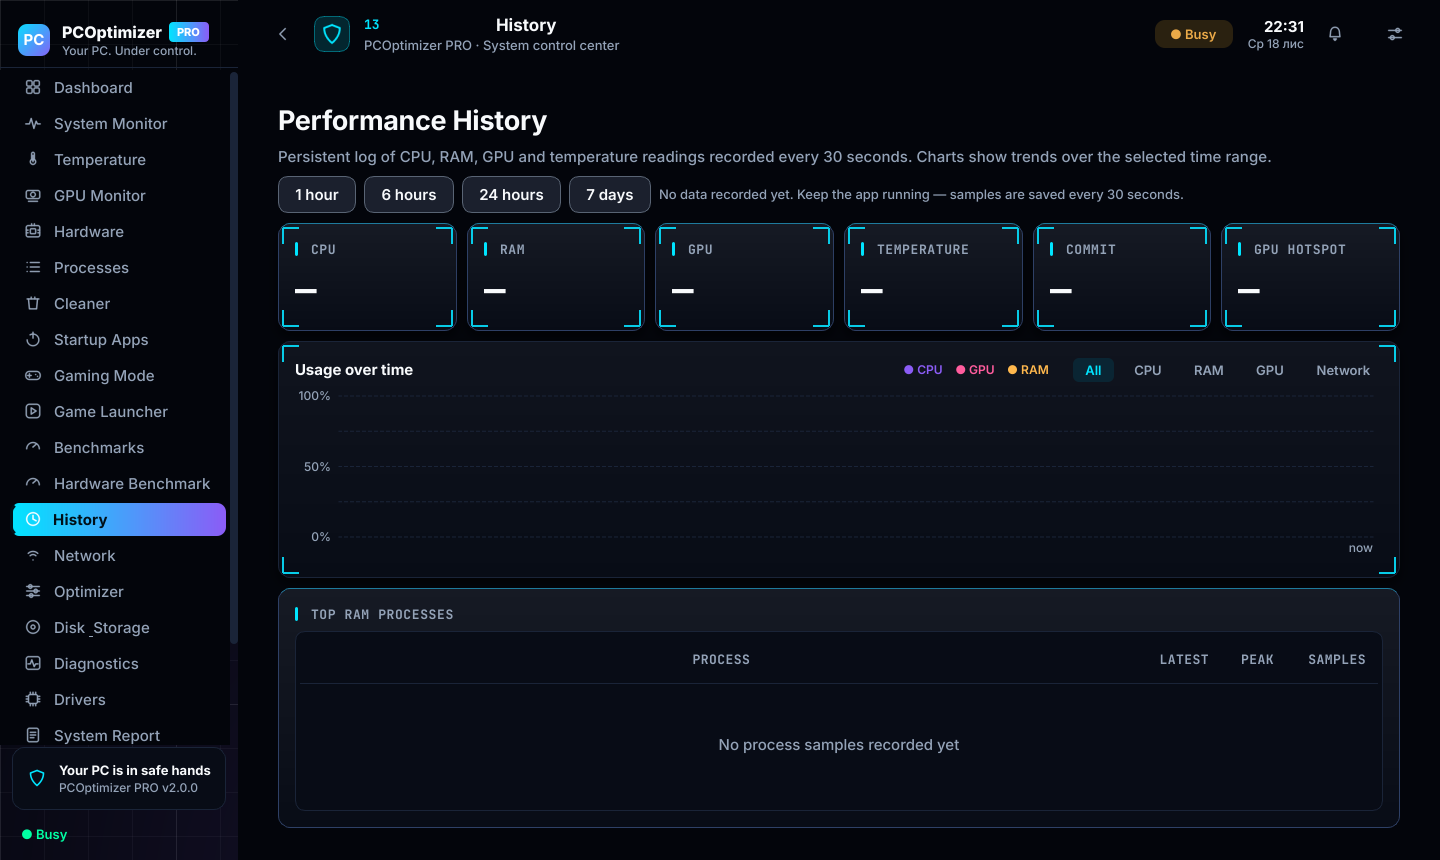 PC
PCOptimizer PRO
Your PC. Under control.
Dashboard
System Monitor
Temperature
GPU Monitor
Hardware
Processes
Cleaner
Startup Apps
Gaming Mode
Game Launcher
Benchmarks
Hardware Benchmark
History
Network
Optimizer
Disk _Storage
Diagnostics
Drivers
System Report
Your PC is in safe hands
PCOptimizer PRO v2.0.0
Busy
13 History
PCOptimizer PRO · System control center
Busy
22:31
Ср 18 лис
Performance History
Persistent log of CPU, RAM, GPU and temperature readings recorded every 30 seconds. Charts show trends over the selected time range.
1 hour 6 hours 24 hours 7 days No data recorded yet. Keep the app running — samples are saved every 30 seconds.
CPU RAM GPU TEMPERATURE COMMIT GPU HOTSPOT
— — — — — —
Usage over time CPU GPU RAM All CPU RAM GPU Network
100%
50%
0%
now
TOP RAM PROCESSES
PROCESS LATEST PEAK SAMPLES
No process samples recorded yet